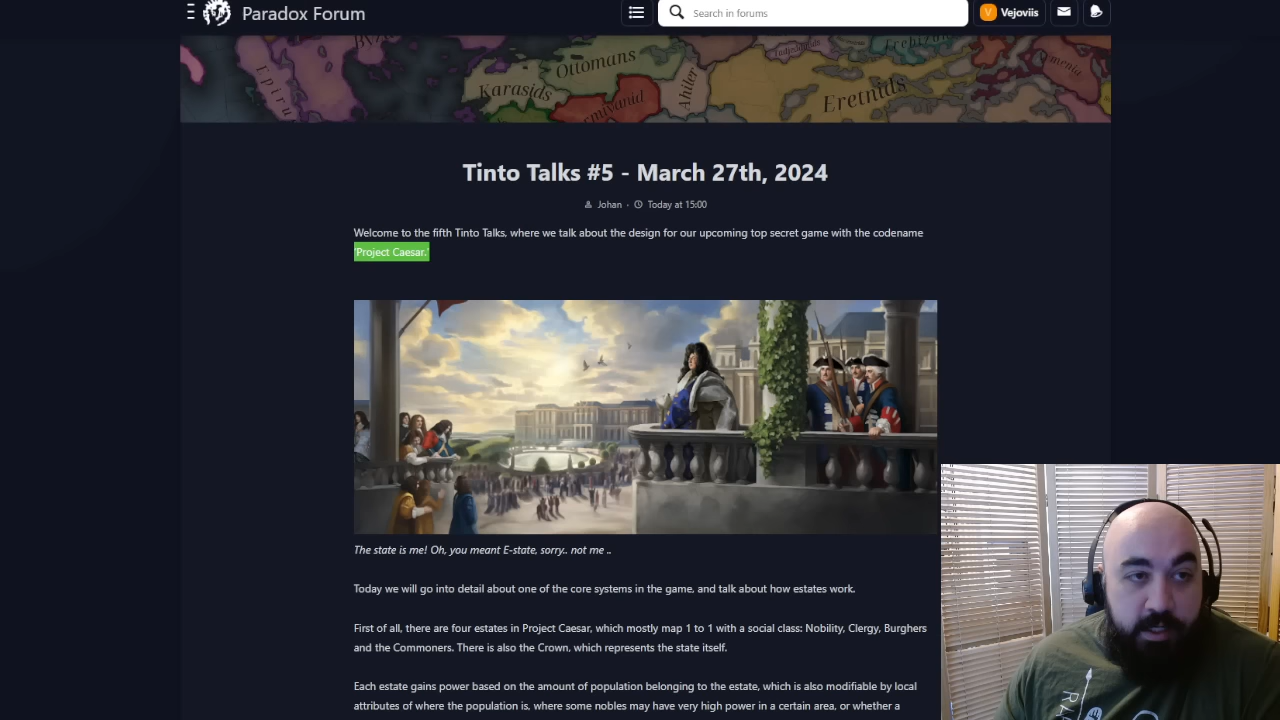 Paradox Forum
Search in forums
V Vejoviis
Ottomans
Karasids
Eretnids
Tinto Talks #5 - March 27th, 2024
Johan · Today at 15:00
Welcome to the fifth Tinto Talks, where we talk about the design for our upcoming top secret game with the codename
'Project Caesar.'
The state is me! Oh, you meant E-state, sorry.. not me ..
Today we will go into detail about one of the core systems in the game, and talk about how estates work.
First of all, there are four estates in Project Caesar, which mostly map 1 to 1 with a social class: Nobility, Clergy, Burghers
and the Commoners. There is also the Crown, which represents the state itself.
Each estate gains power based on the amount of population belonging to the estate, which is also modifiable by local
attributes of where the population is, where some nobles may have very high power in a certain area, or whether a